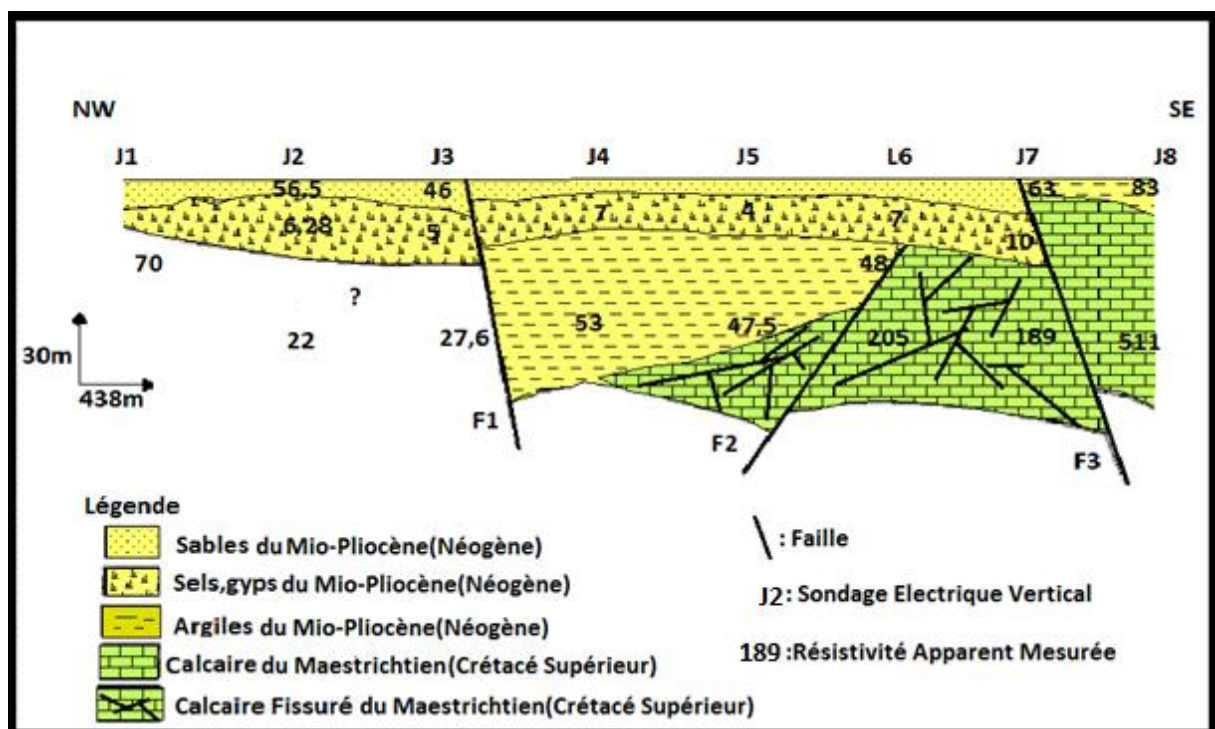 NW SE
J1 J2 J3 J4 J5 L6 J7 J8
56,5 46 63 83
6,28 5 7 4 7 10
70 48
?
22 27,6 53 47,5 205 189 511
30m
438m
F1 F2 F3
Légende
Sables du Mio-Pliocène(Néogène)
Sels,gyps du Mio-Pliocène(Néogène)
Argiles du Mio-Pliocène(Néogène)
Calcaire du Maestrichtien(Crétacé Supérieur)
Calcaire Fissuré du Maestrichtien(Crétacé Supérieur)
: Faille
J2: Sondage Electrique Vertical
189 :Résistivité Apparent Mesurée